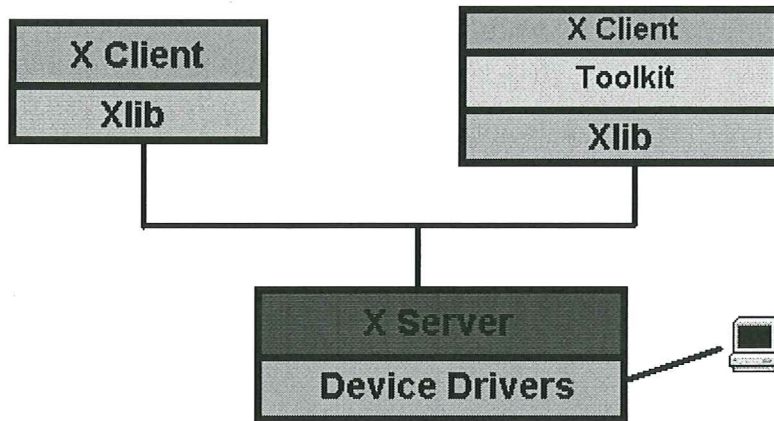 X Client
Xlib
X Client
Toolkit
Xlib
X Server
Device Drivers